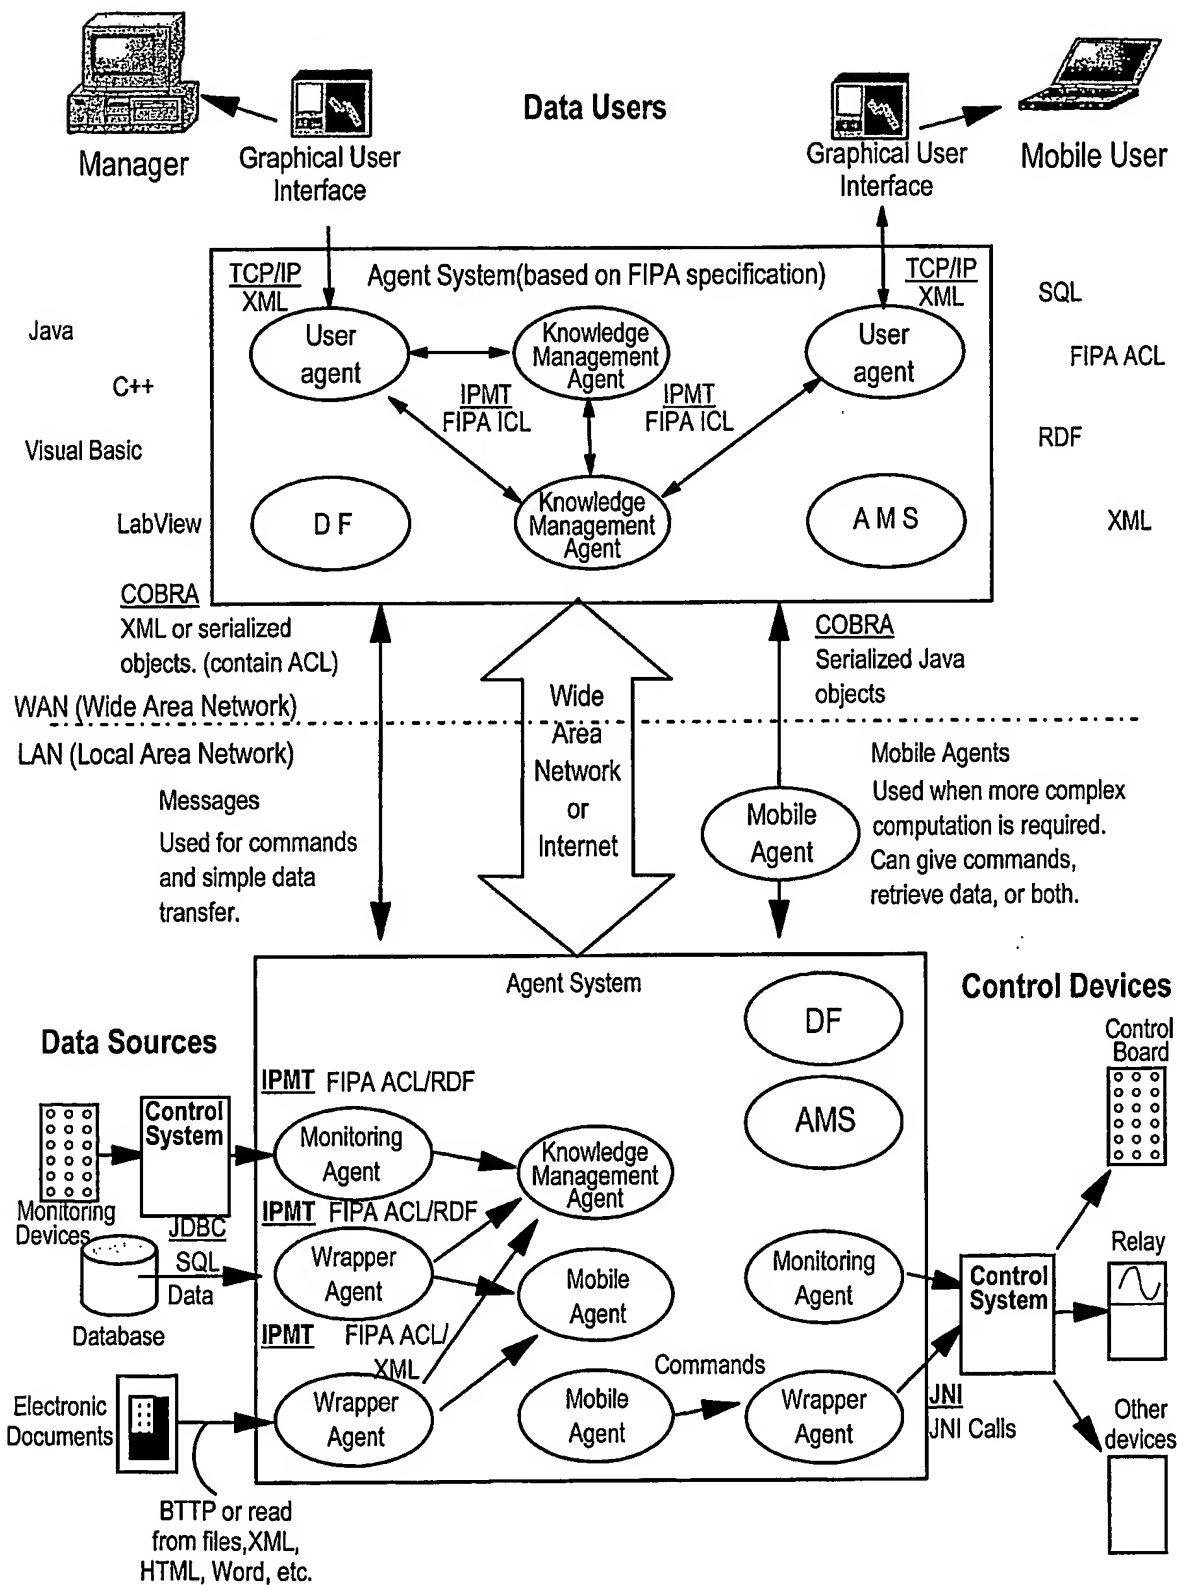 Data Users
Manager
Graphical User
Interface
Graphical User
Interface
Mobile User
TCP/IP
XML
Agent System(based on FIPA specification)
TCP/IP
XML
SQL
Java
User
agent
Knowledge
Management
Agent
User
agent
FIPA ACL
C++
IPMT
FIPA ICL
IPMT
FIPA ICL
Visual Basic
RDF
LabView
D F
Knowledge
Management
Agent
A M S
XML
COBRA
XML or serialized
objects. (contain ACL)
COBRA
Serialized Java
objects
WAN (Wide Area Network)
LAN (Local Area Network)
Wide
Area
Network
or
Internet
Messages
Used for commands
and simple data
transfer.
Mobile
Agent
Mobile Agents
Used when more complex
computation is required.
Can give commands,
retrieve data, or both.
Agent System
Control Devices
Data Sources
DF
Control
Board
IPMT FIPA ACL/RDF
AMS
Control
System
Monitoring
Agent
Knowledge
Management
Agent
Monitoring
Devices
JDBC
IPMT FIPA ACL/RDF
SQL
Data
Database
Wrapper
Agent
Mobile
Agent
Monitoring
Agent
Control
System
Relay
IPMT FIPA ACL/
XML
Commands
Electronic
Documents
Wrapper
Agent
Mobile
Agent
Wrapper
Agent
JNI
JNI Calls
Other
devices
BTTP or read
from files,XML,
HTML, Word, etc.